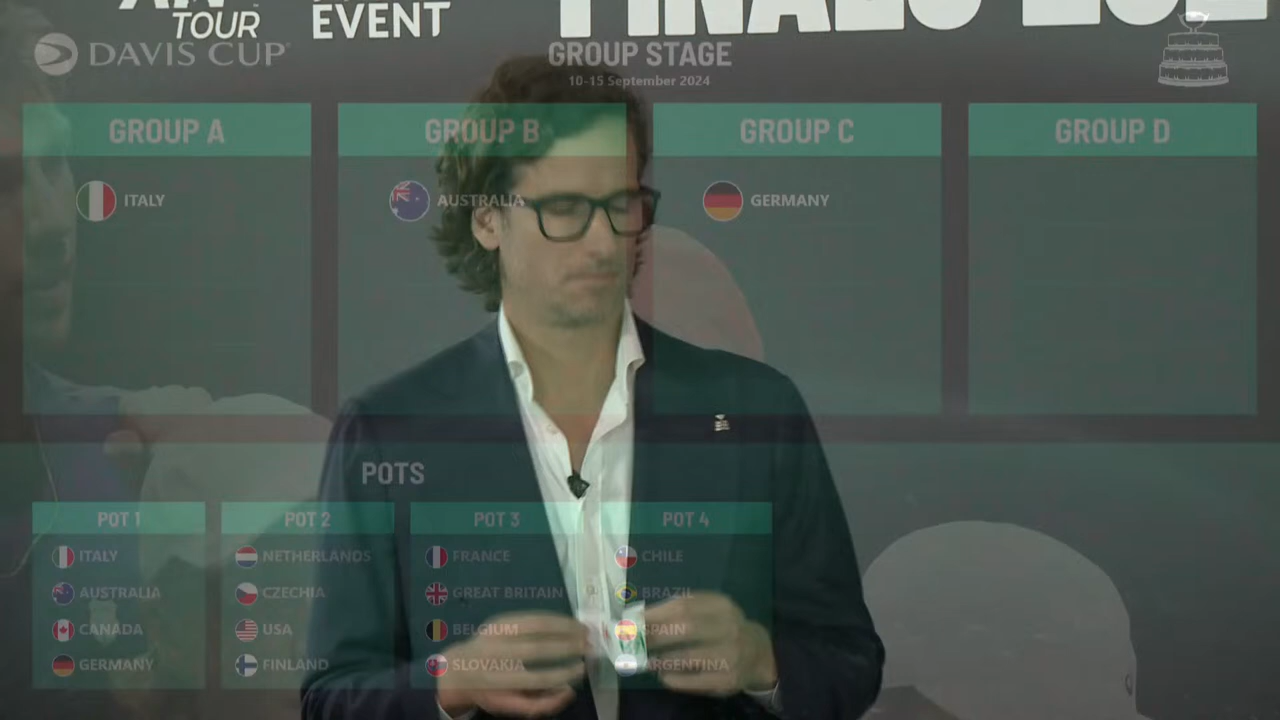 TOUR
EVENT
DAVIS CUP
GROUP STAGE
10-15 September 2024
GROUP A
GROUP B
GROUP C
GROUP D
ITALY
AUSTRALIA
GERMANY
POTS
POT 1
POT 2
POT 3
POT 4
ITALY
NETHERLANDS
FRANCE
CHILE
AUSTRALIA
CZECHIA
GREAT BRITAIN
BRAZIL
CANADA
USA
BELGIUM
SPAIN
GERMANY
FINLAND
SLOVAKIA
ARGENTINA